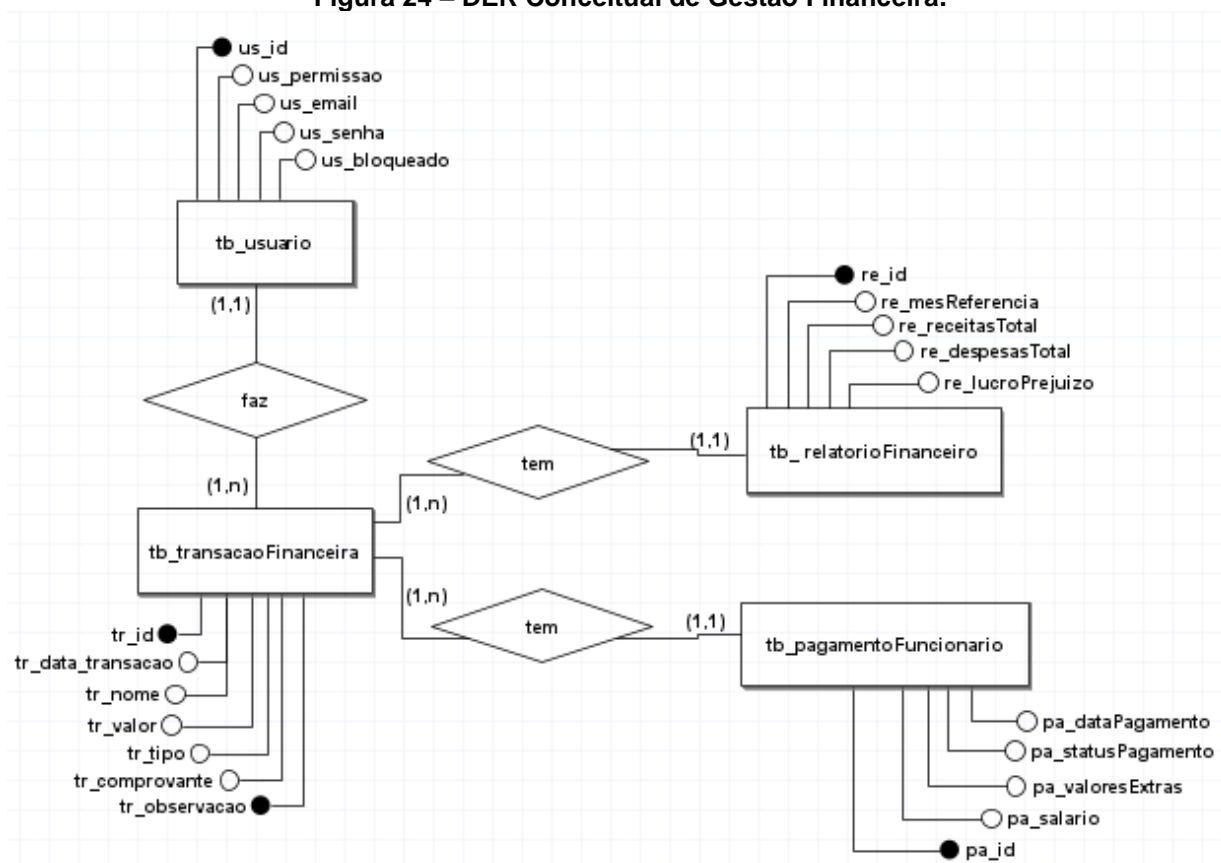 Figura 24 – DER Conceitual de Gestão Financeira.
us_id
us_permissao
us_email
us_senha
us_bloqueado
tb_usuario
(1,1)
faz
(1,n)
re_id
re_mesReferencia
re_receitasTotal
re_despesasTotal
re_lucroPrejuizo
tb_ relatorioFinanceiro
(1,1)
tem
(1,n)
tb_transacaoFinanceira
(1,n)
tem
(1,1)
tb_pagamentoFuncionario
tr_id
tr_data_transacao
tr_nome
tr_valor
tr_tipo
tr_comprovante
tr_observacao
pa_dataPagamento
pa_statusPagamento
pa_valoresExtras
pa_salario
pa_id